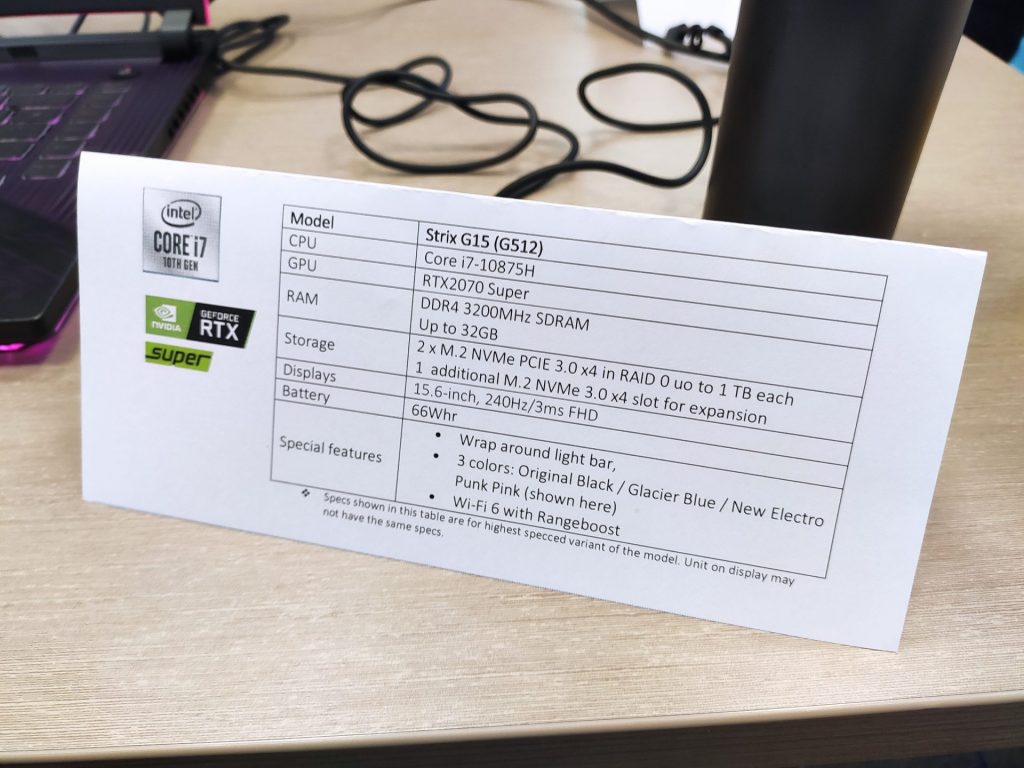 intel
CORE i7
10TH GEN
NVIDIA
GEFORCE
RTX
SUPER
Model Strix G15 (G512)
CPU Core i7-10875H
GPU RTX2070 Super
RAM DDR4 3200MHz SDRAM
Up to 32GB
Storage 2 x M.2 NVMe PCIE 3.0 x4 in RAID 0 uo to 1 TB each
1 additional M.2 NVMe 3.0 x4 slot for expansion
Displays 15.6-inch, 240Hz/3ms FHD
Battery 66Whr
Special features • Wrap around light bar,
• 3 colors: Original Black / Glacier Blue / New Electro
Punk Pink (shown here)
• Wi-Fi 6 with Rangeboost
❖ Specs shown in this table are for highest specced variant of the model. Unit on display may
not have the same specs.